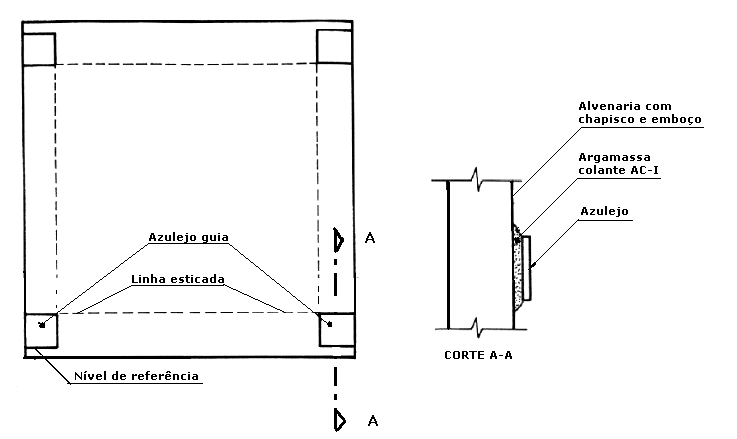 Azulejo guia
Linha esticada
Nível de referência
A
A
Alvenaria com
chapisco e emboço
Argamassa
colante AC-I
Azulejo
CORTE A-A